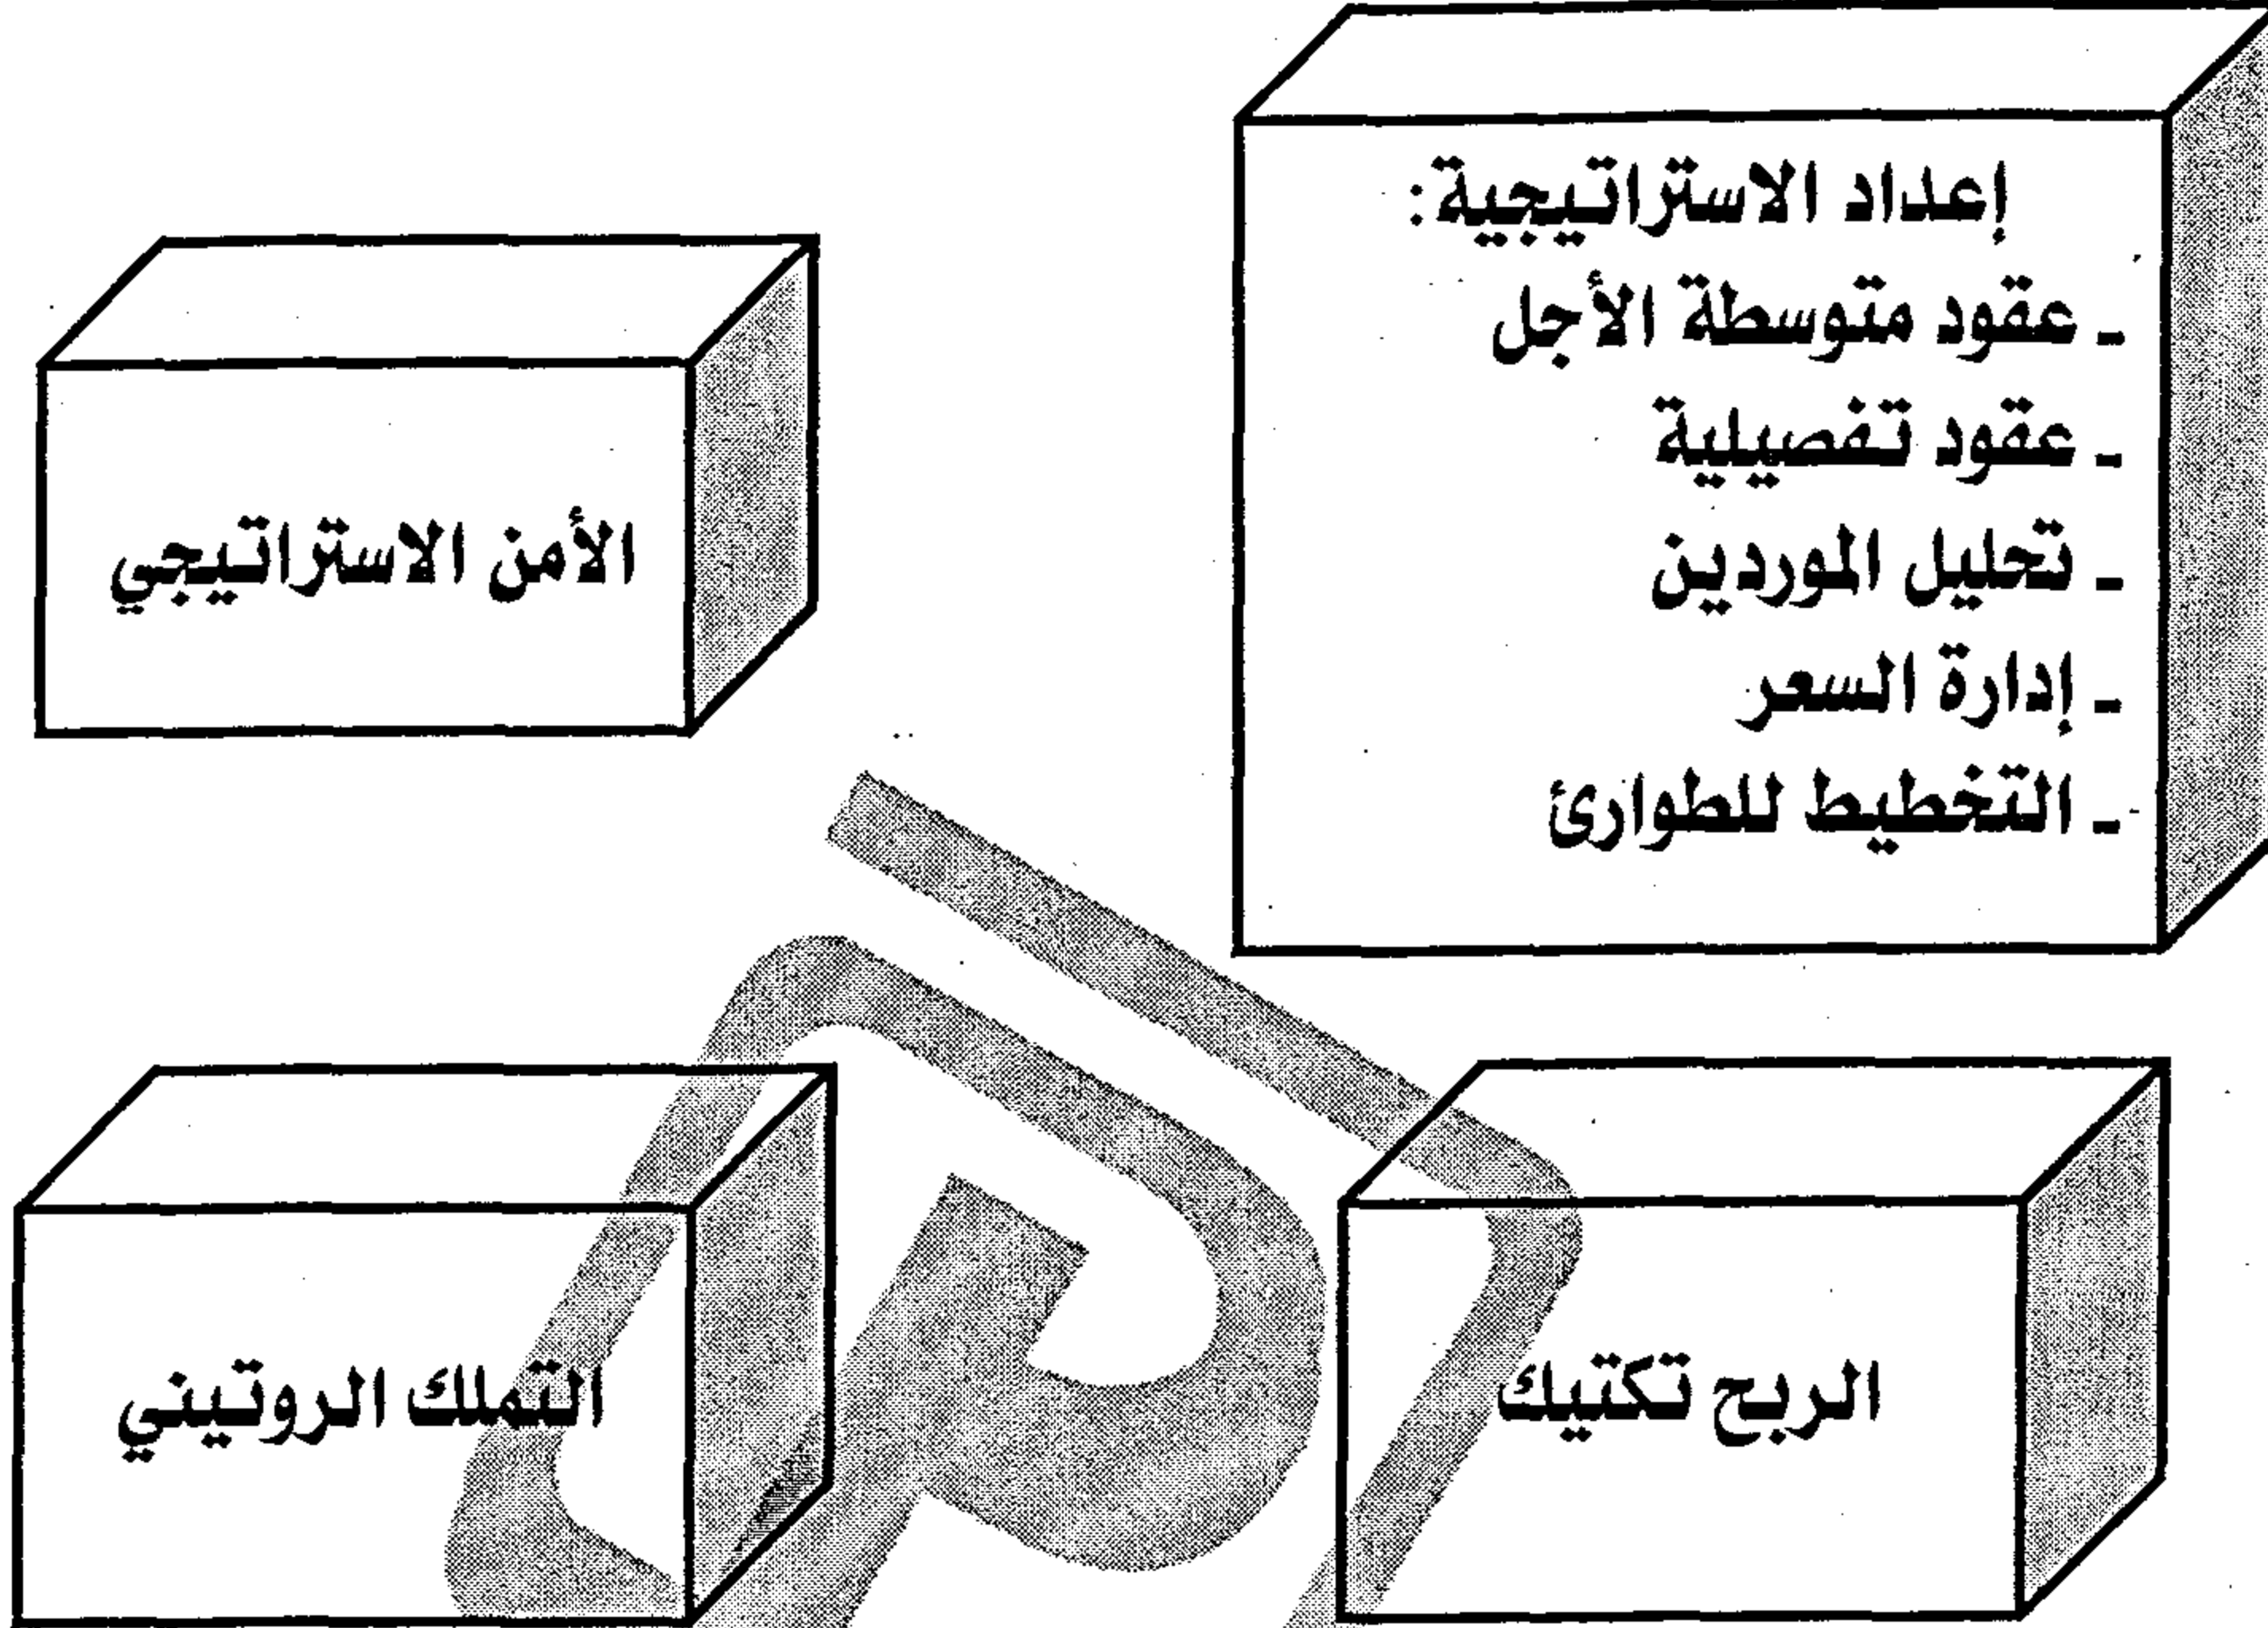 إعداد الاستراتيجية:
- عقود متوسطة الأجل
- عقود تفصيلية
- تحليل الموردين
- إدارة السعر
- التخطيط للطوارئ
الأمن الاستراتيجي
الربح تكتيك
التملك الروتيني